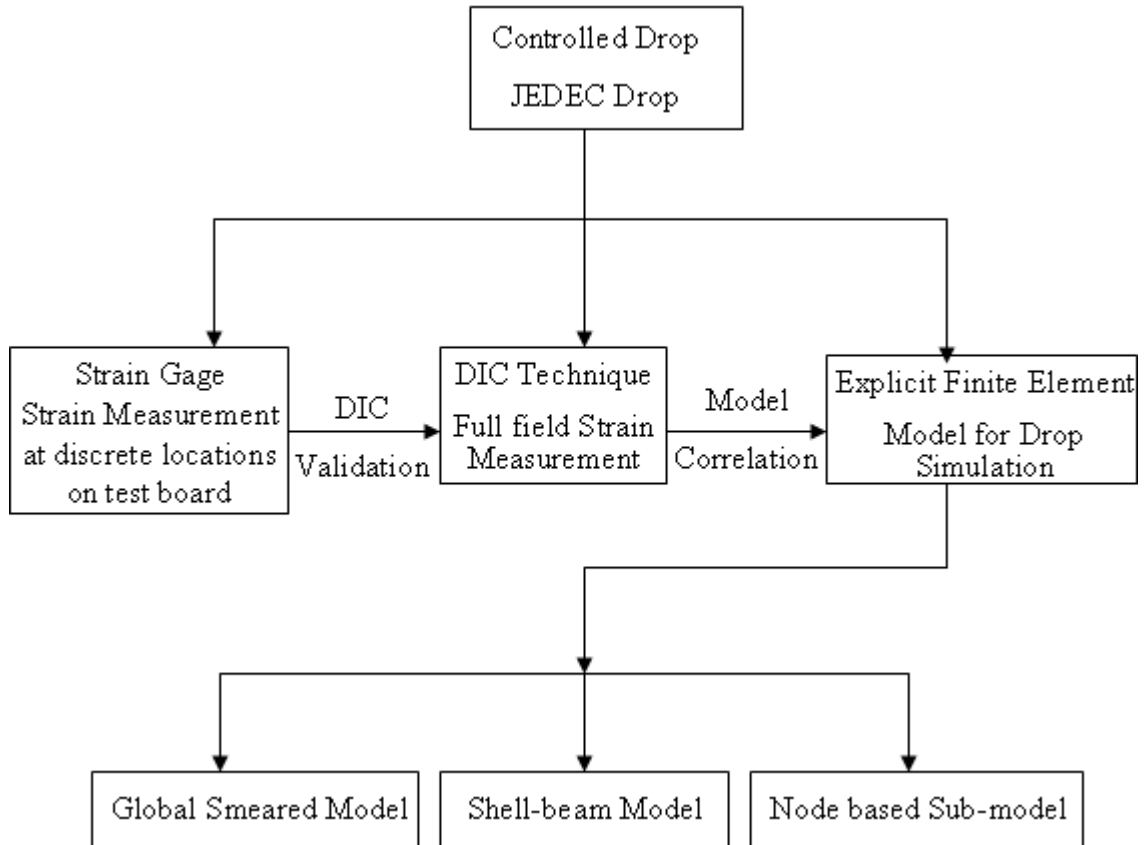 Controlled Drop
JEDEC Drop
Strain Gage
Strain Measurement
at discrete locations
on test board
DIC
Validation
DIC Technique
Full field Strain
Measurement
Model
Correlation
Explicit Finite Element
Model for Drop
Simulation
Global Smeared Model
Shell-beam Model
Node based Sub-model